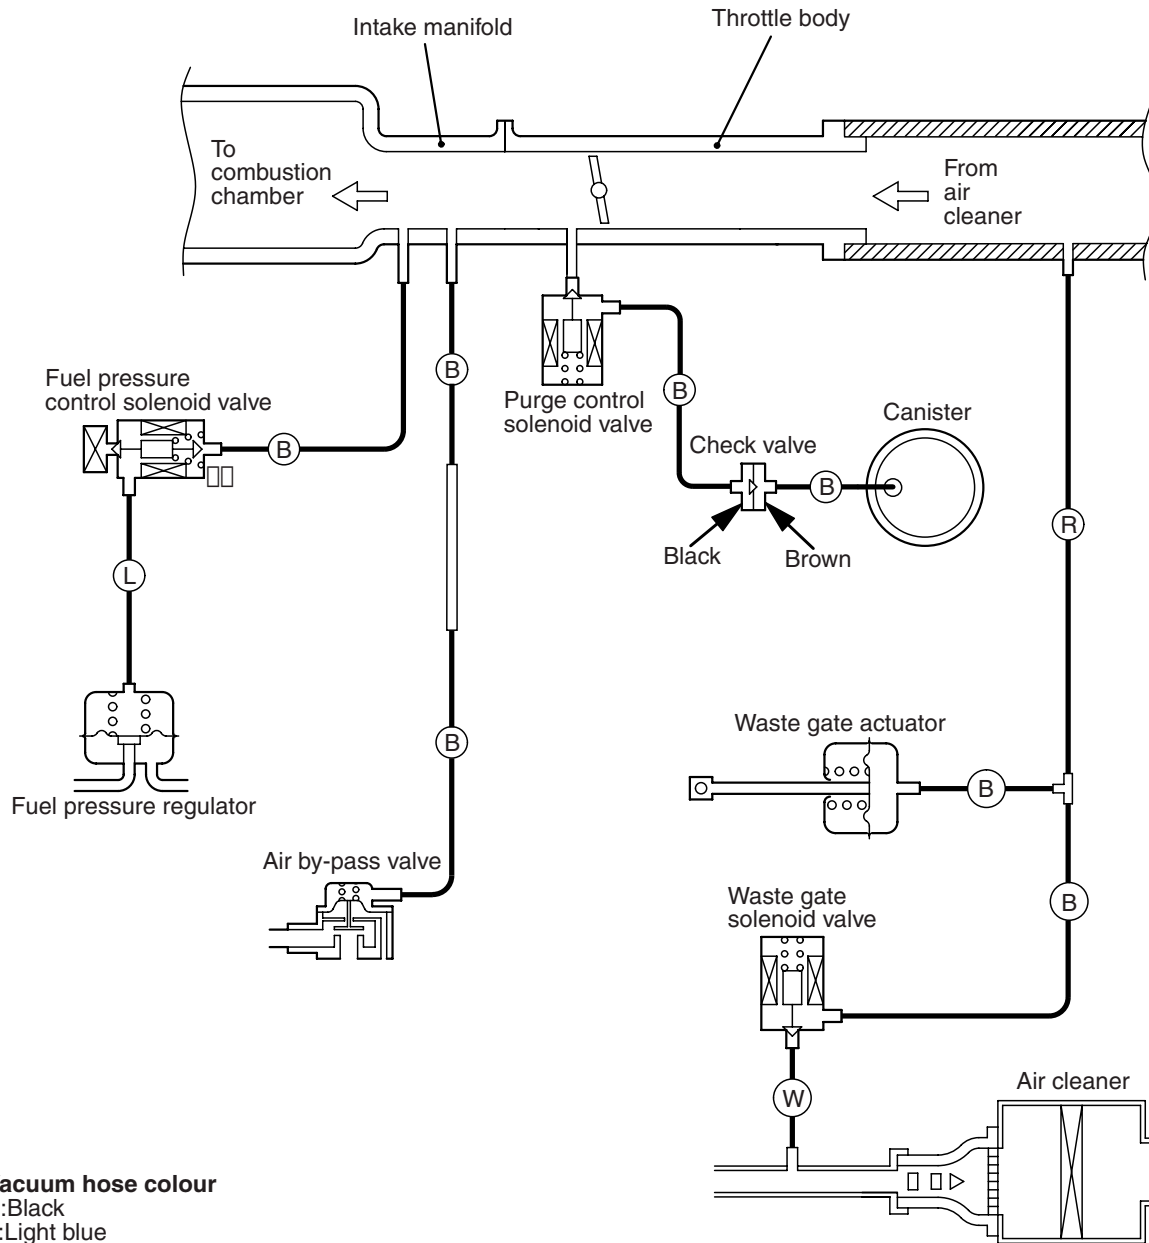 Intake manifold
Throttle body
To
combustion
chamber
From
air
cleaner
B
Fuel pressure
control solenoid valve
B
B
Purge control
solenoid valve
Canister
Check valve
B
Black
Brown
R
L
Fuel pressure regulator
B
Waste gate actuator
B
Air by-pass valve
Waste gate
solenoid valve
B
W
Air cleaner
acuum hose colour
:Black
:Light blue